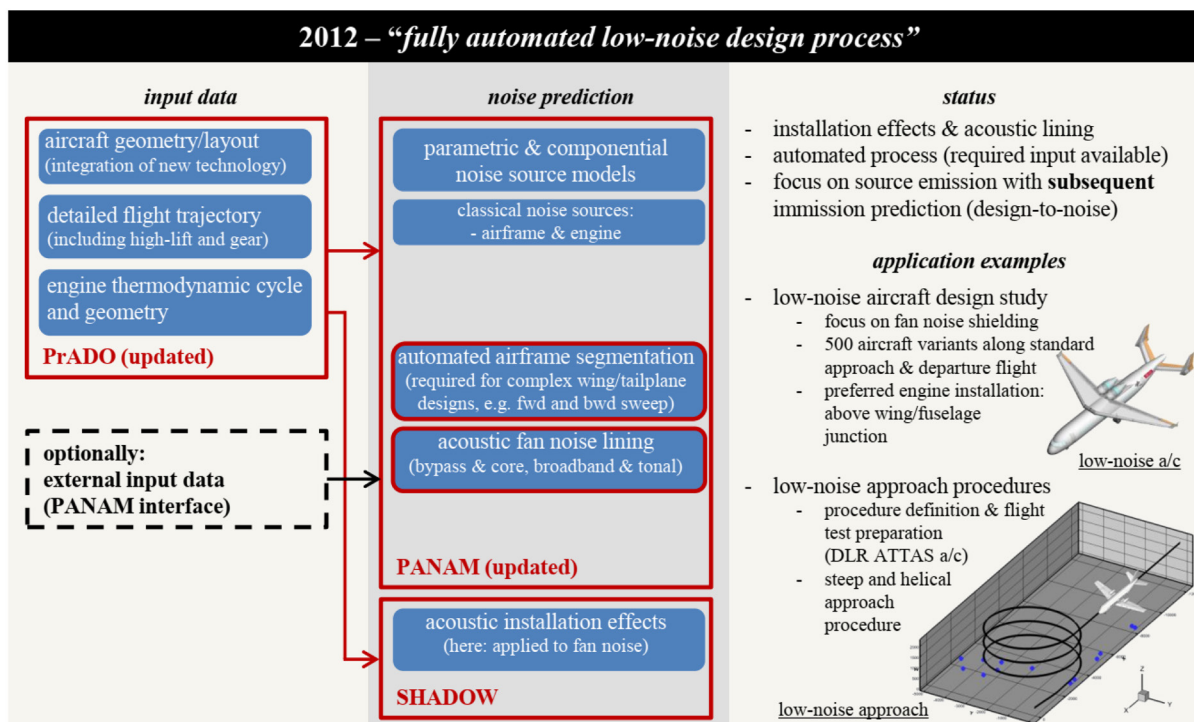 2012 – “fully automated low-noise design process”
input data
aircraft geometry/layout
(integration of new technology)
detailed flight trajectory
(including high-lift and gear)
engine thermodynamic cycle
and geometry
PrADO (updated)
optionally:
external input data
(PANAM interface)
noise prediction
parametric & componential
noise source models
classical noise sources:
- airframe & engine
automated airframe segmentation
(required for complex wing/tailplane
designs, e.g. fwd and bwd sweep)
acoustic fan noise lining
(bypass & core, broadband & tonal)
PANAM (updated)
acoustic installation effects
(here: applied to fan noise)
SHADOW
status
- installation effects & acoustic lining
- automated process (required input available)
- focus on source emission with subsequent
immission prediction (design-to-noise)
application examples
- low-noise aircraft design study
- focus on fan noise shielding
- 500 aircraft variants along standard
approach & departure flight
- preferred engine installation:
above wing/fuselage
junction
low-noise a/c
- low-noise approach procedures
- procedure definition & flight
test preparation
(DLR ATTAS a/c)
- steep and helical
approach
procedure
Z
X
Y
low-noise approach